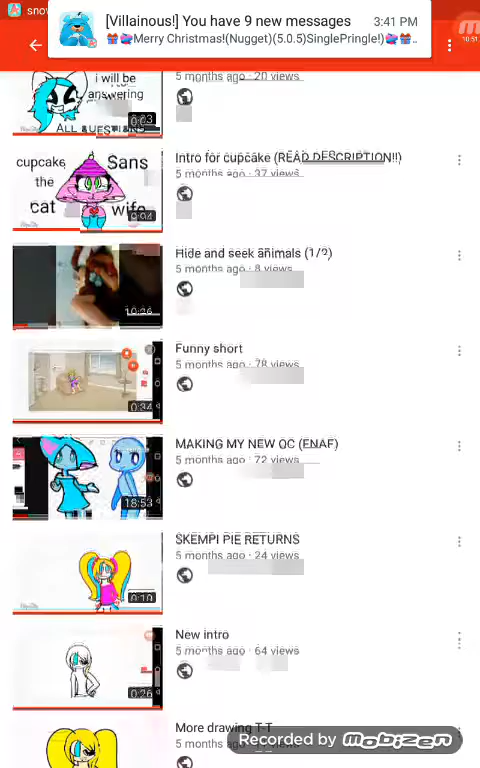 snov
[Villainous!] You have 9 new messages 3:41 PM
🎁📚Merry Christmas!(Nugget)(5.0.5)SinglePringle!)📚🎁..
10:51
i will be
answering
ALL QUESTIONS
5 months ago · 20 views
cupcake
the
cat
Sans
wife
0:04
Intro for cupcake (READ DESCRIPTION!!)
5 months ago · 37 views
Hide and seek animals (1/2)
5 months ago · 8 views
Funny short
5 months ago · 78 views
0:34
MAKING MY NEW OC (FNAF)
5 months ago · 72 views
18:53
SKEMPI PIE RETURNS
5 months ago · 24 views
0:10
New intro
5 months ago · 64 views
0:26
More drawing T-T
5 months ago
Recorded by Mobizen